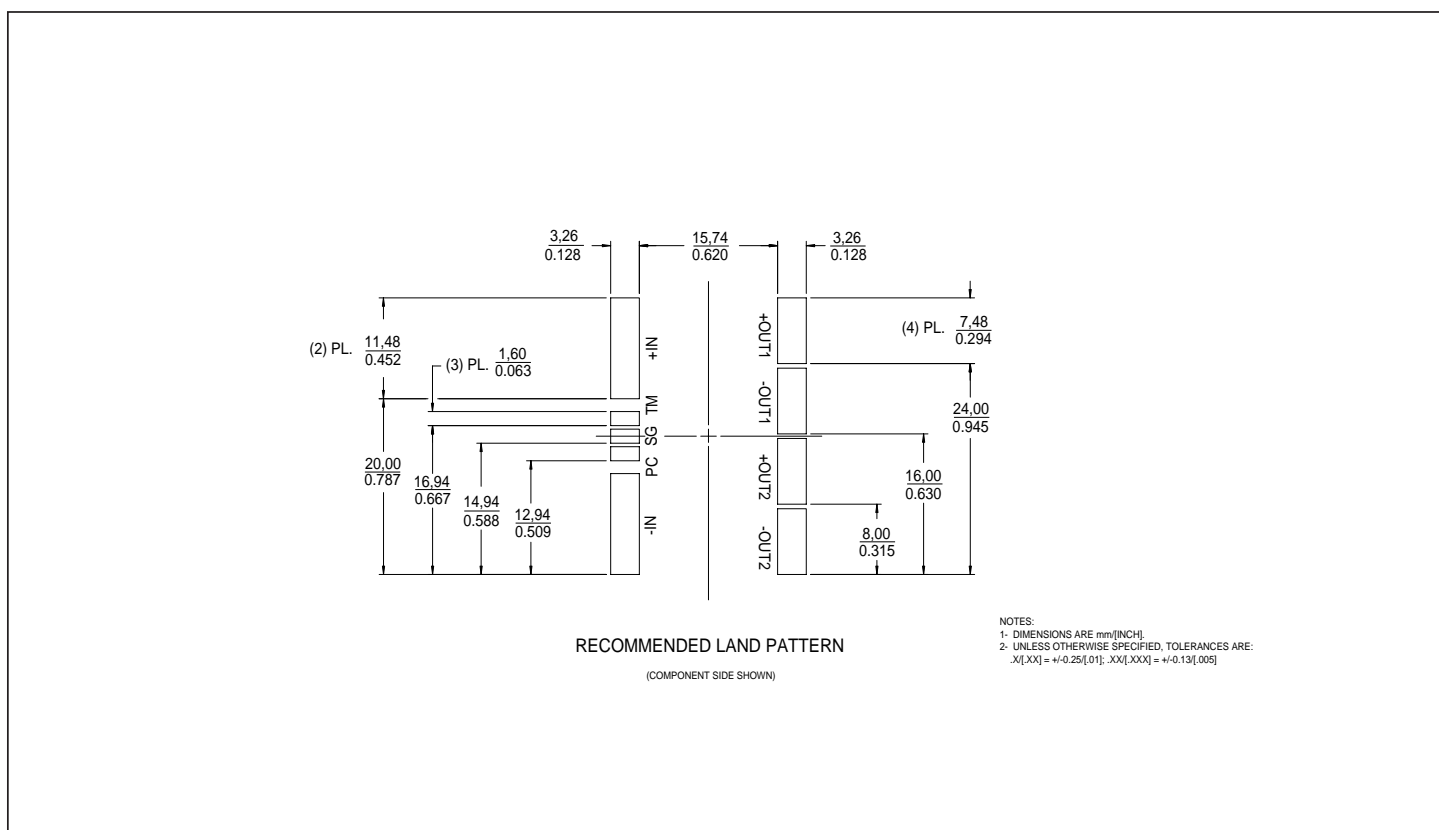 3,26
0.128
15,74
0.620
3,26
0.128
(2) PL. 11,48
0.452
(3) PL. 1,60
0.063
(4) PL. 7,48
0.294
+IN
TM
SG
PC
-IN
+OUT1
-OUT1
+OUT2
-OUT2
20,00
0.787
16,94
0.667
14,94
0.588
12,94
0.509
24,00
0.945
16,00
0.630
8,00
0.315
RECOMMENDED LAND PATTERN
(COMPONENT SIDE SHOWN)
NOTES:
1- DIMENSIONS ARE mm/[INCH].
2- UNLESS OTHERWISE SPECIFIED, TOLERANCES ARE:
.X/[.XX] = +/-0.25/[.01]; .XX/[.XXX] = +/-0.13/[.005]